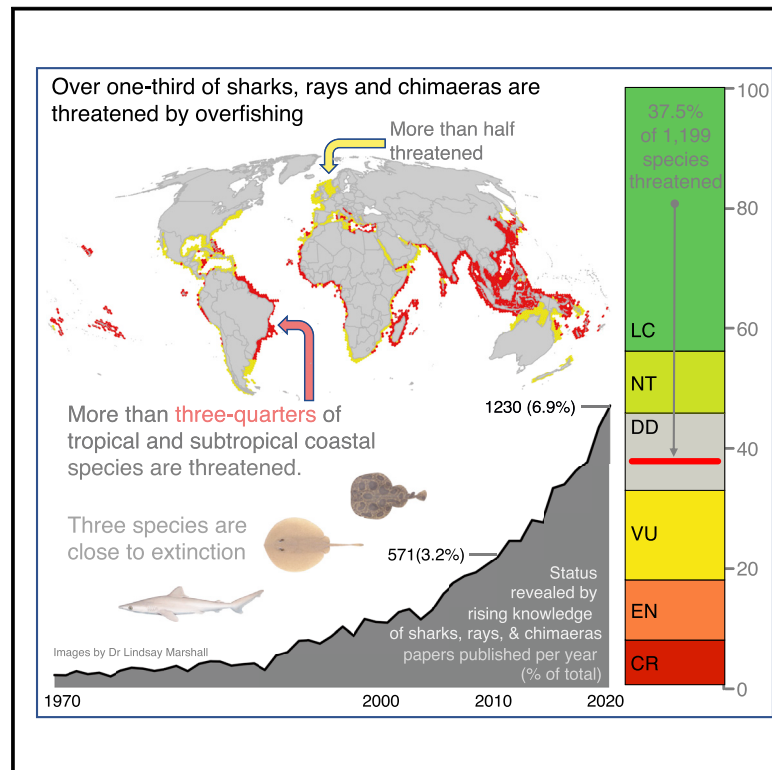 Over one-third of sharks, rays and chimaeras are
threatened by overfishing
More than half
threatened
More than three-quarters of
tropical and subtropical coastal
species are threatened.
Three species are
close to extinction
Images by Dr Lindsay Marshall
1230 (6.9%)
571(3.2%)
Status
revealed by
rising knowledge
of sharks, rays, & chimaeras
papers published per year
(% of total)
1970
2000
2010
2020
37.5%
of 1,199
species
threatened
LC
NT
DD
VU
EN
CR
100
80
60
40
20
0